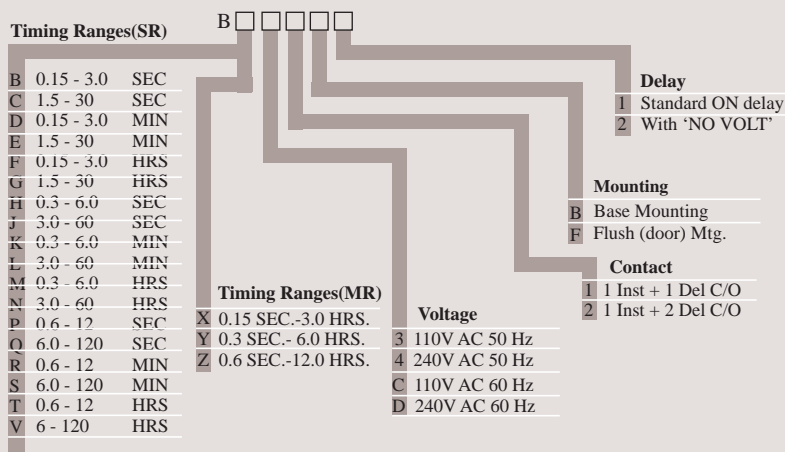 B
Timing Ranges(SR)
B 0.15 - 3.0 SEC
C 1.5 - 30 SEC
D 0.15 - 3.0 MIN
E 1.5 - 30 MIN
F 0.15 - 3.0 HRS
G 1.5 - 30 HRS
H 0.3 - 6.0 SEC
J 3.0 - 60 SEC
K 0.3 - 6.0 MIN
L 3.0 - 60 MIN
M 0.3 - 6.0 HRS
N 3.0 - 60 HRS
P 0.6 - 12 SEC
Q 6.0 - 120 SEC
R 0.6 - 12 MIN
S 6.0 - 120 MIN
T 0.6 - 12 HRS
V 6 - 120 HRS
Timing Ranges(MR)
X 0.15 SEC.-3.0 HRS.
Y 0.3 SEC.- 6.0 HRS.
Z 0.6 SEC.-12.0 HRS.
Voltage
3 110V AC 50 Hz
4 240V AC 50 Hz
C 110V AC 60 Hz
D 240V AC 60 Hz
Contact
1 1 Inst + 1 Del C/O
2 1 Inst + 2 Del C/O
Mounting
B Base Mounting
F Flush (door) Mtg.
Delay
1 Standard ON delay
2 With ‘NO VOLT’